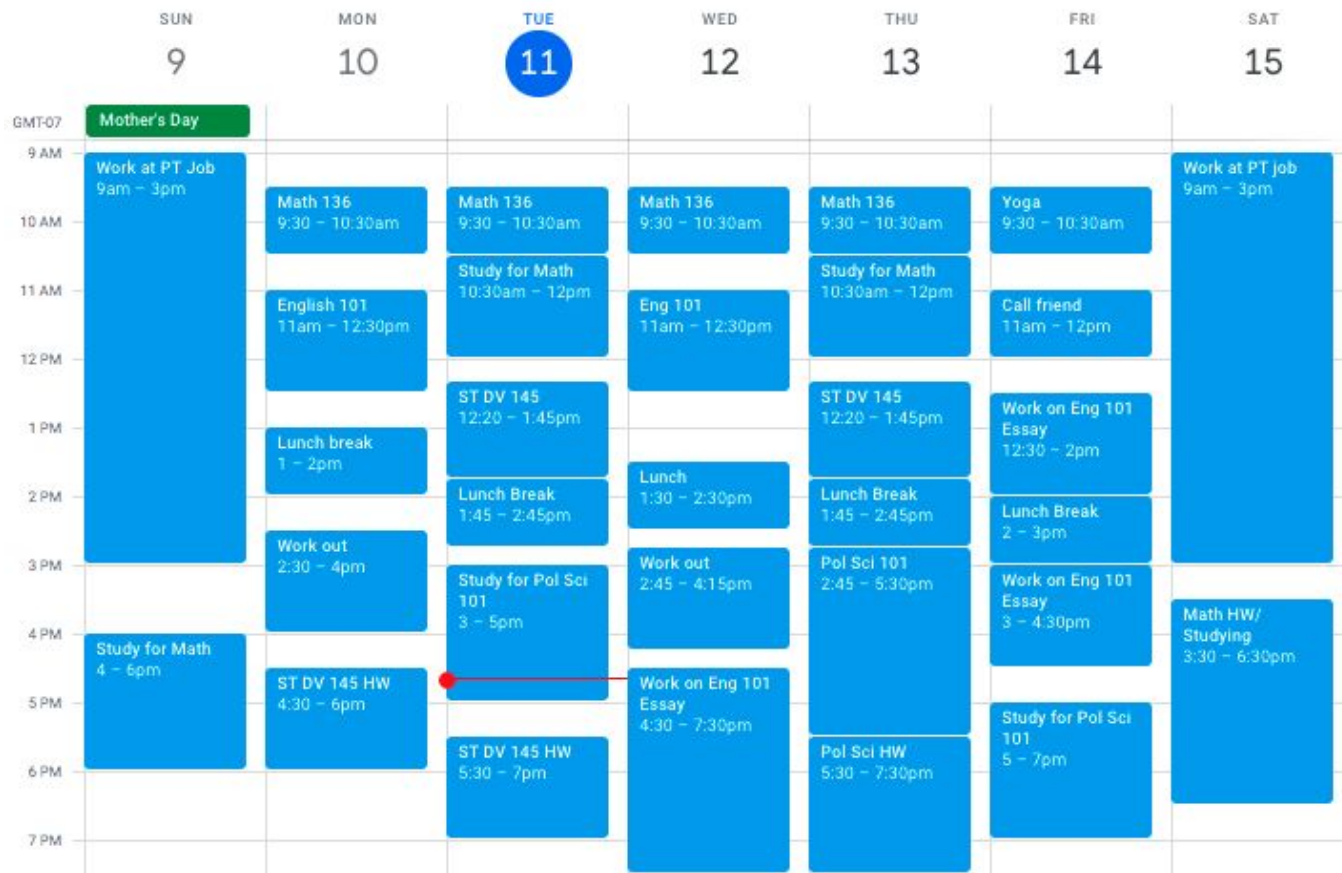 SUN
MON
TUE
WED
THU
FRI
SAT
9
10
11
12
13
14
15
GMT-07
Mother's Day
9 AM
10 AM
11 AM
12 PM
1 PM
2 PM
3 PM
4 PM
5 PM
6 PM
7 PM
Work at PT Job
9am – 3pm
Study for Math
4 – 6pm
Math 136
9:30 – 10:30am
English 101
11am – 12:30pm
Lunch break
1 – 2pm
Work out
2:30 – 4pm
ST DV 145 HW
4:30 – 6pm
Math 136
9:30 – 10:30am
Study for Math
10:30am – 12pm
ST DV 145
12:20 – 1:45pm
Lunch Break
1:45 – 2:45pm
Study for Pol Sci
101
3 – 5pm
ST DV 145 HW
5:30 – 7pm
Math 136
9:30 – 10:30am
Eng 101
11am – 12:30pm
Lunch
1:30 – 2:30pm
Work out
2:45 – 4:15pm
Work on Eng 101
Essay
4:30 – 7:30pm
Math 136
9:30 – 10:30am
Study for Math
10:30am – 12pm
ST DV 145
12:20 – 1:45pm
Lunch Break
1:45 – 2:45pm
Pol Sci 101
2:45 – 5:30pm
Pol Sci HW
5:30 – 7:30pm
Yoga
9:30 – 10:30am
Call friend
11am – 12pm
Work on Eng 101
Essay
12:30 – 2pm
Lunch Break
2 – 3pm
Work on Eng 101
Essay
3 – 4:30pm
Study for Pol Sci
101
5 – 7pm
Work at PT job
9am – 3pm
Math HW/
Studying
3:30 – 6:30pm